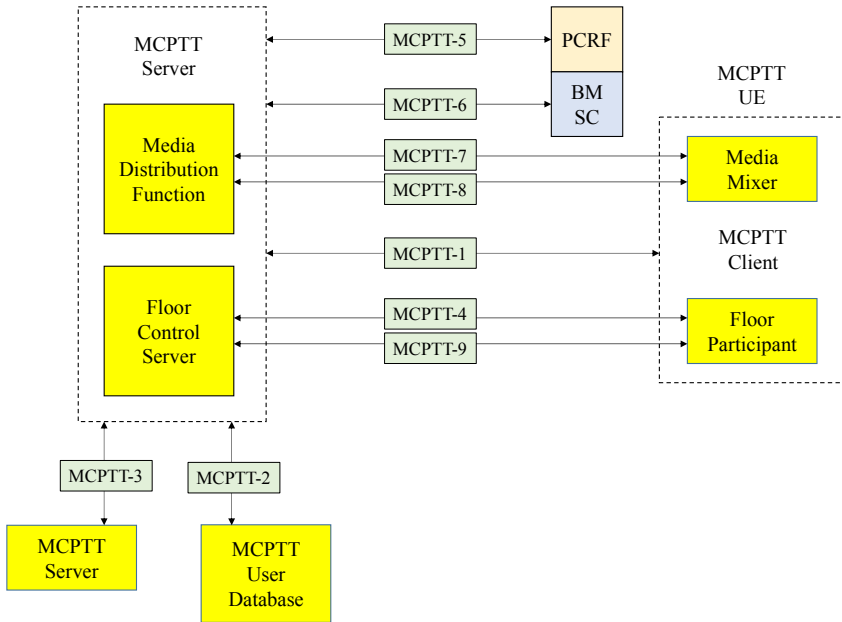 MCPTT
Server
MCPTT-5
PCRF
MCPTT-6
BM
SC
MCPTT
UE
Media
Distribution
Function
MCPTT-7
MCPTT-8
Media
Mixer
MCPTT-1
MCPTT
Client
Floor
Control
Server
MCPTT-4
MCPTT-9
Floor
Participant
MCPTT-3
MCPTT-2
MCPTT
Server
MCPTT
User
Database